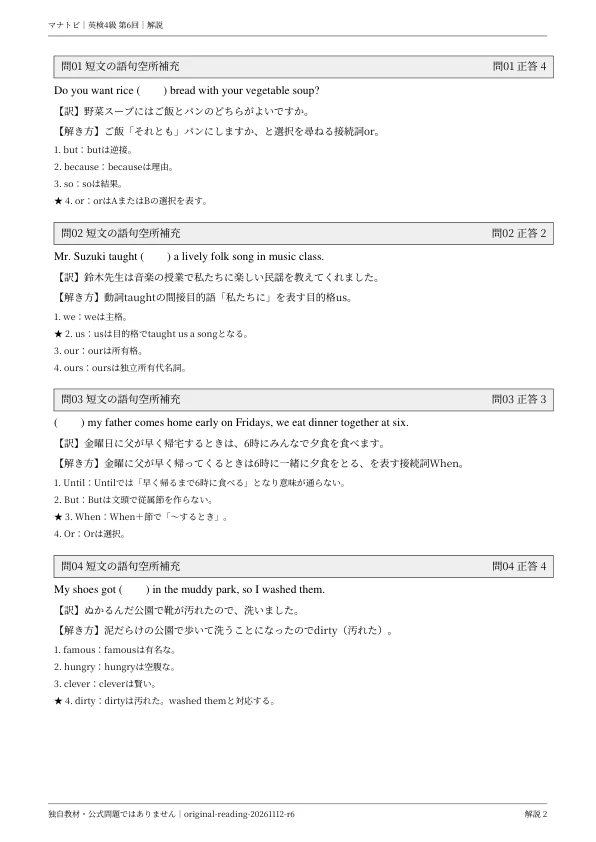 マナトビ｜英検4級 第6回｜解説
問01 短文の語句空所補充 問01 正答 4
Do you want rice (　　) bread with your vegetable soup?
【訳】野菜スープにはご飯とパンのどちらがよいですか。
【解き方】ご飯「それとも」パンにしますか、と選択を尋ねる接続詞or。
1. but：butは逆接。
2. because：becauseは理由。
3. so：soは結果。
★ 4. or：orはAまたはBの選択を表す。
問02 短文の語句空所補充 問02 正答 2
Mr. Suzuki taught (　　) a lively folk song in music class.
【訳】鈴木先生は音楽の授業で私たちに楽しい民謡を教えてくれました。
【解き方】動詞taughtの間接目的語「私たちに」を表す目的格us。
1. we：weは主格。
★ 2. us：usは目的格でtaught us a songとなる。
3. our：ourは所有格。
4. ours：oursは独立所有代名詞。
問03 短文の語句空所補充 問03 正答 3
(　　) my father comes home early on Fridays, we eat dinner together at six.
【訳】金曜日に父が早く帰宅するときは、6時にみんなで夕食を食べます。
【解き方】金曜に父が早く帰ってくるときは6時に一緒に夕食をとる、を表す接続詞When。
1. Until：Untilでは「早く帰るまで6時に食べる」となり意味が通らない。
2. But：Butは文頭で従属節を作らない。
★ 3. When：When＋節で「〜するとき」。
4. Or：Orは選択。
問04 短文の語句空所補充 問04 正答 4
My shoes got (　　) in the muddy park, so I washed them.
【訳】ぬかるんだ公園で靴が汚れたので、洗いました。
【解き方】泥だらけの公園で歩いて洗うことになったのでdirty（汚れた）。
1. famous：famousは有名な。
2. hungry：hungryは空腹な。
3. clever：cleverは賢い。
★ 4. dirty：dirtyは汚れた。washed themと対応する。
独自教材・公式問題ではありません｜original-reading-20261112-r6 解説 2